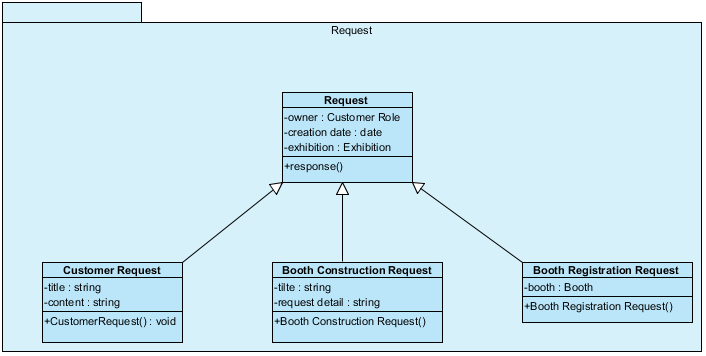 Request
Request
-owner : Customer Role
-creation date : date
-exhibition : Exhibition
+response()
Customer Request
-title : string
-content : string
+CustomerRequest() : void
Booth Construction Request
-tilte : string
-request detail : string
+Booth Construction Request()
Booth Registration Request
-booth : Booth
+Booth Registration Request()